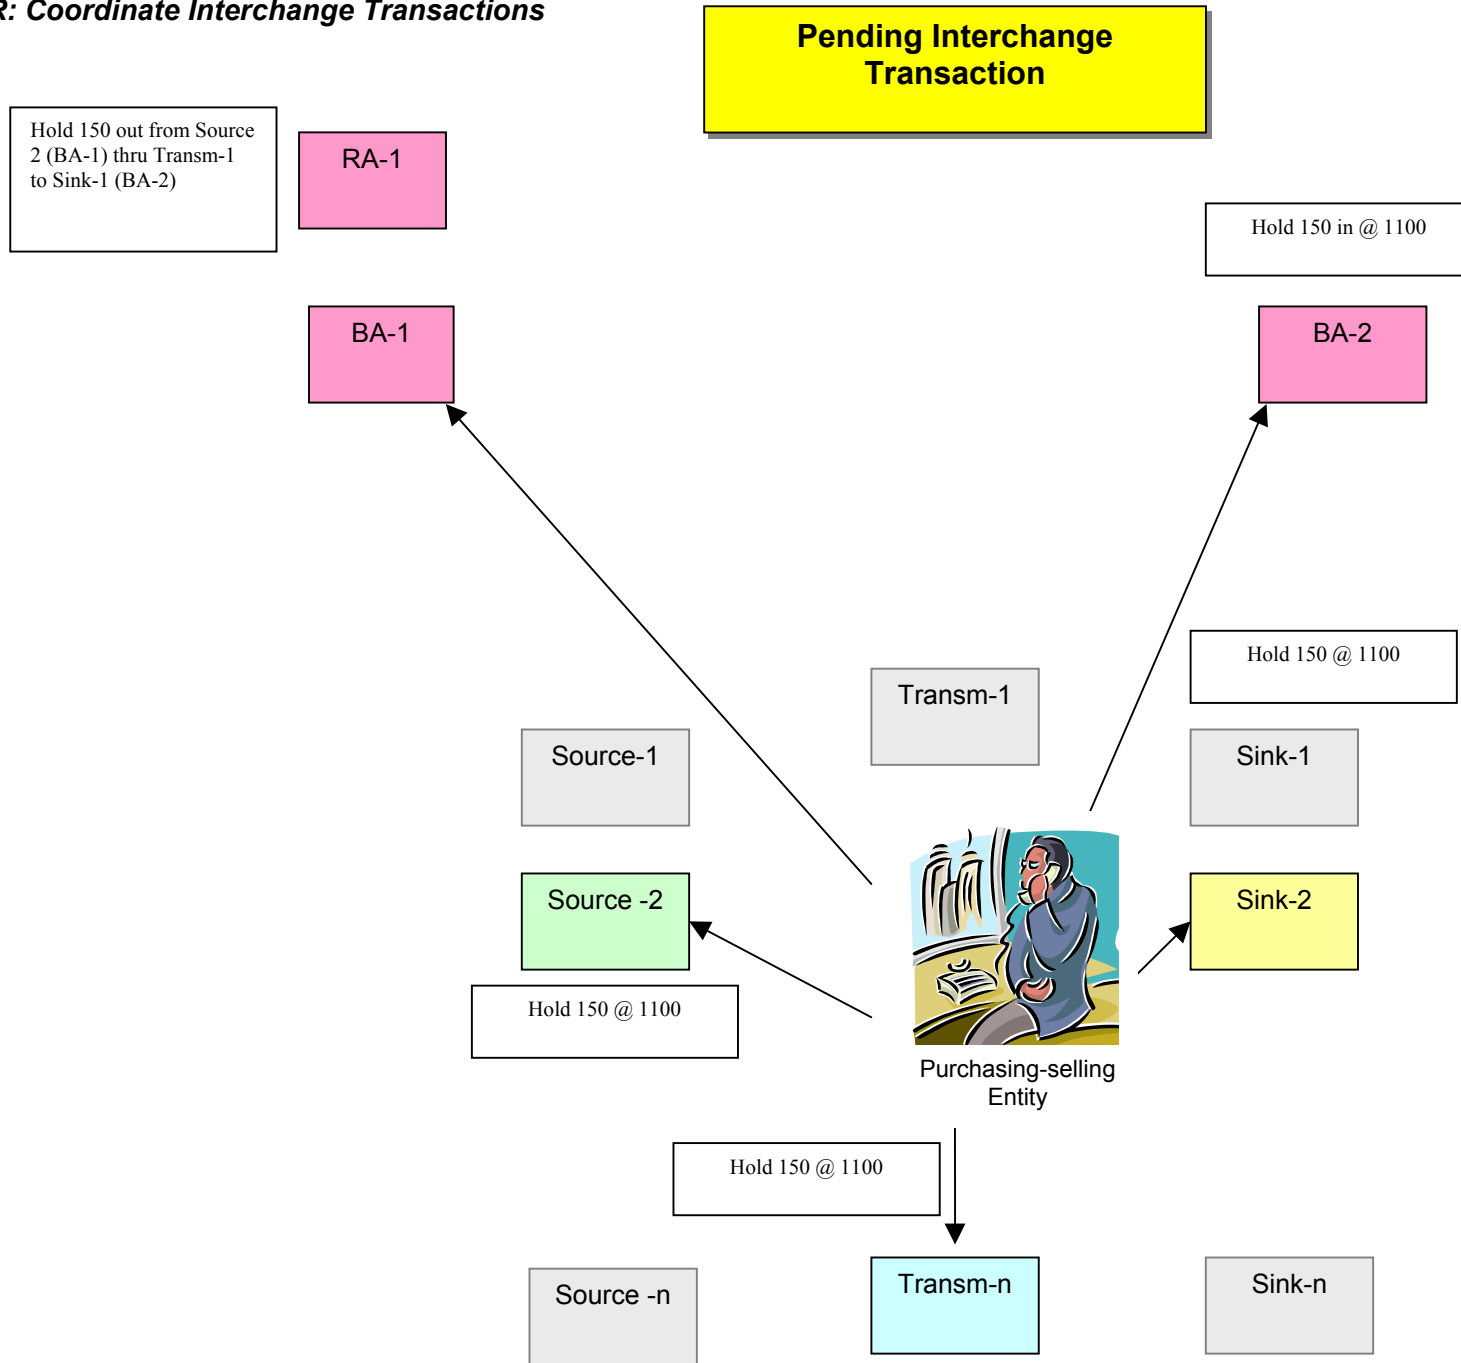 R: Coordinate Interchange Transactions
Pending Interchange
Transaction
Hold 150 out from Source
2 (BA-1) thru Transm-1
to Sink-1 (BA-2)
RA-1
Hold 150 in @ 1100
BA-1
BA-2
Hold 150 @ 1100
Transm-1
Source-1
Sink-1
Source -2
Sink-2
Hold 150 @ 1100
Purchasing-selling
Entity
Hold 150 @ 1100
Source -n
Transm-n
Sink-n